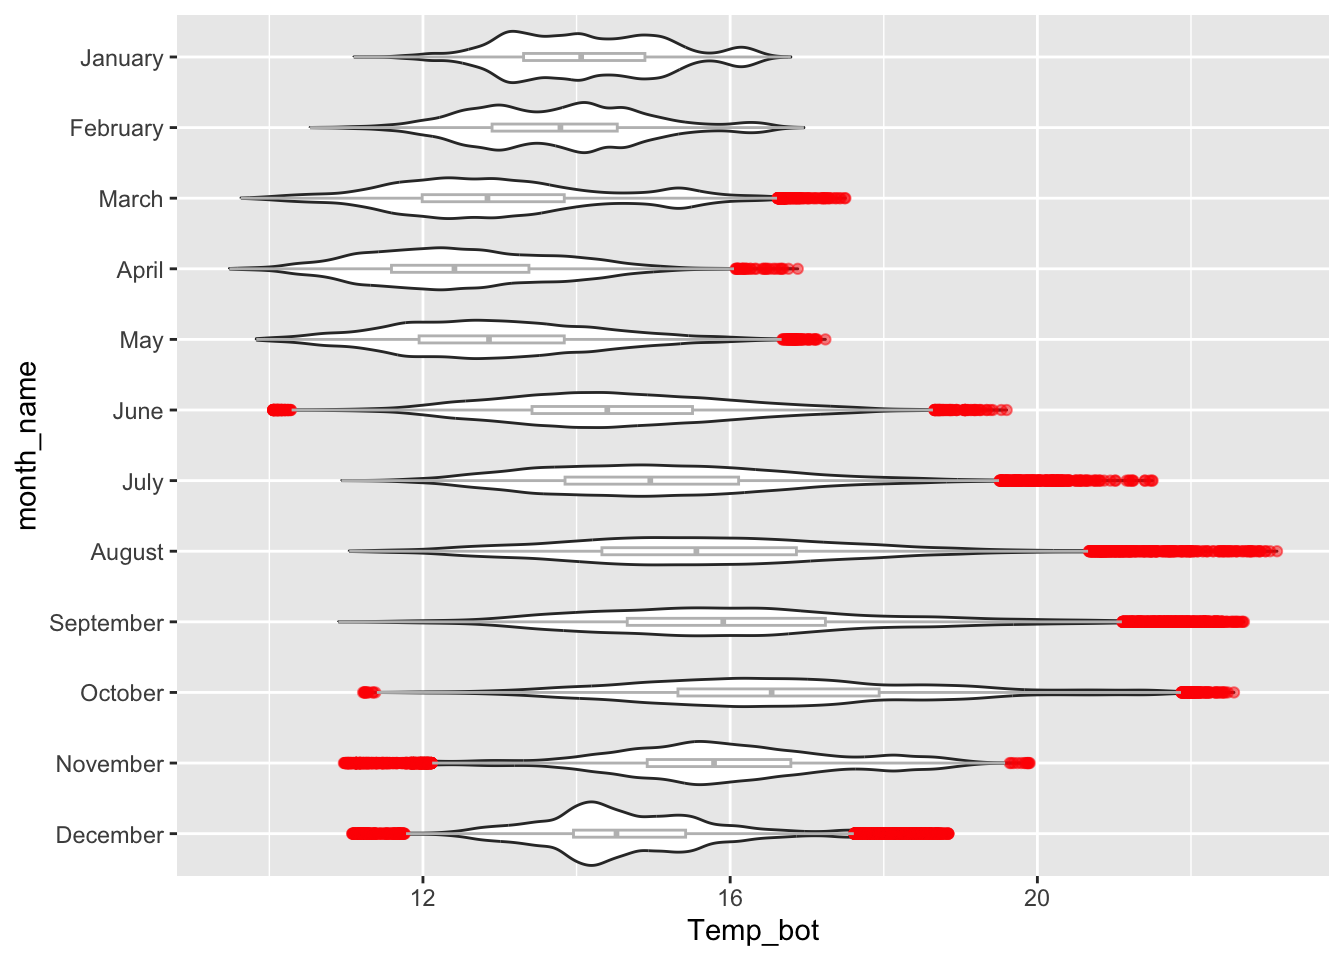 January
February
March
April
May
June
July
August
September
October
November
December
month_name
12 16 20
Temp_bot